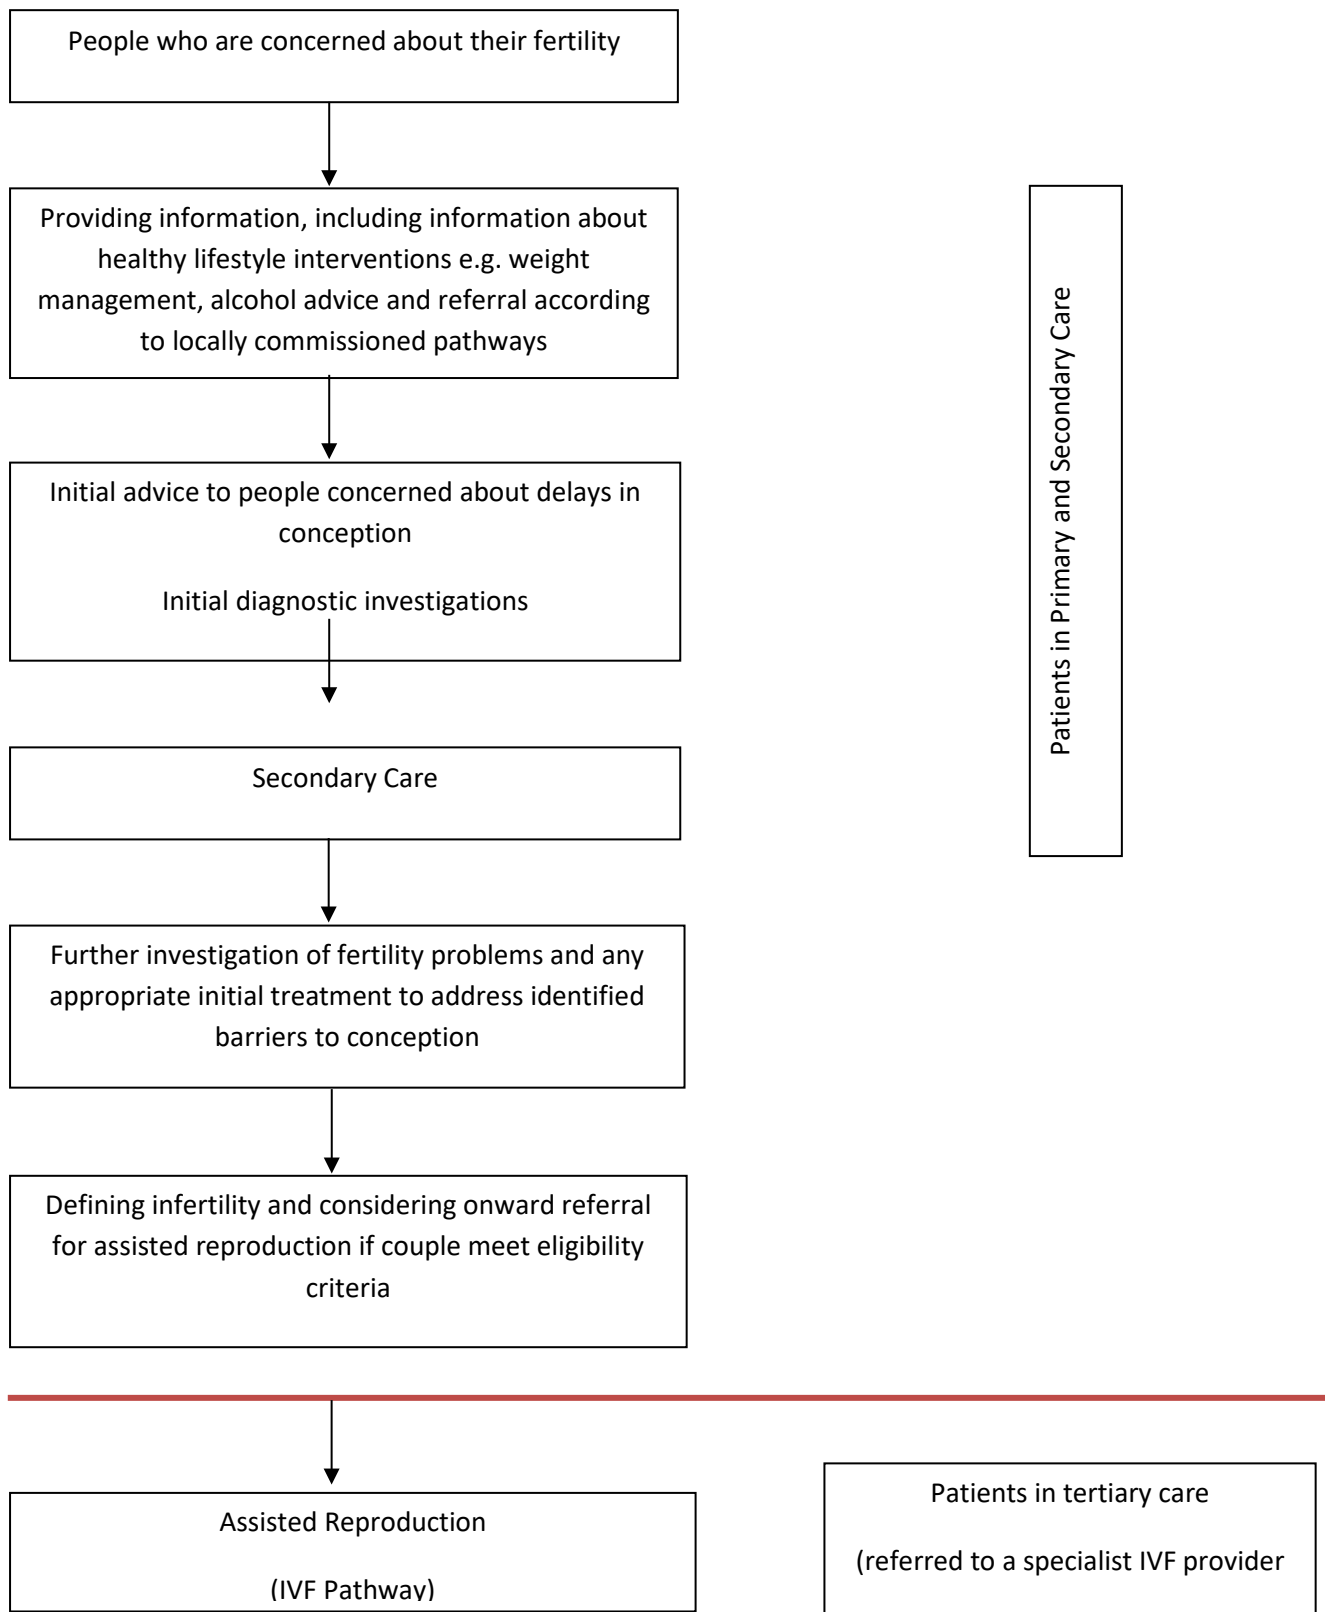 People who are concerned about their fertility
Providing information, including information about
healthy lifestyle interventions e.g. weight
management, alcohol advice and referral according
to locally commissioned pathways
Initial advice to people concerned about delays in
conception
Initial diagnostic investigations
Patients in Primary and Secondary Care
Secondary Care
Further investigation of fertility problems and any
appropriate initial treatment to address identified
barriers to conception
Defining infertility and considering onward referral
for assisted reproduction if couple meet eligibility
criteria
Assisted Reproduction
(IVF Pathway)
Patients in tertiary care
(referred to a specialist IVF provider